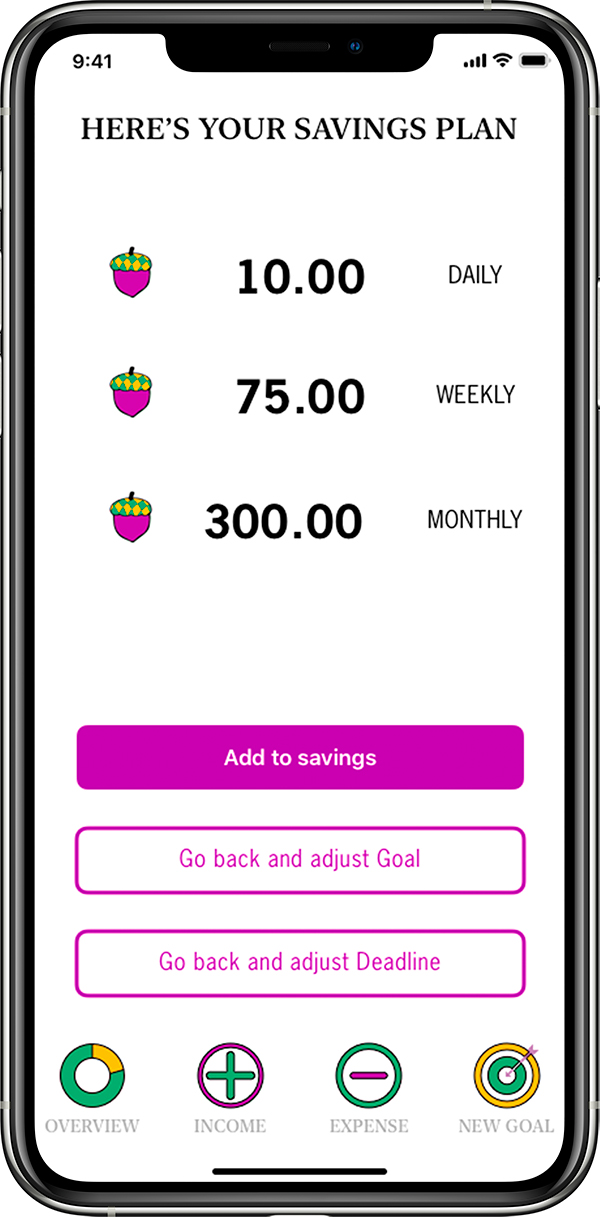 9:41
HERE’S YOUR SAVINGS PLAN
10.00 DAILY
75.00 WEEKLY
300.00 MONTHLY
Add to savings
Go back and adjust Goal
Go back and adjust Deadline
OVERVIEW INCOME EXPENSE NEW GOAL